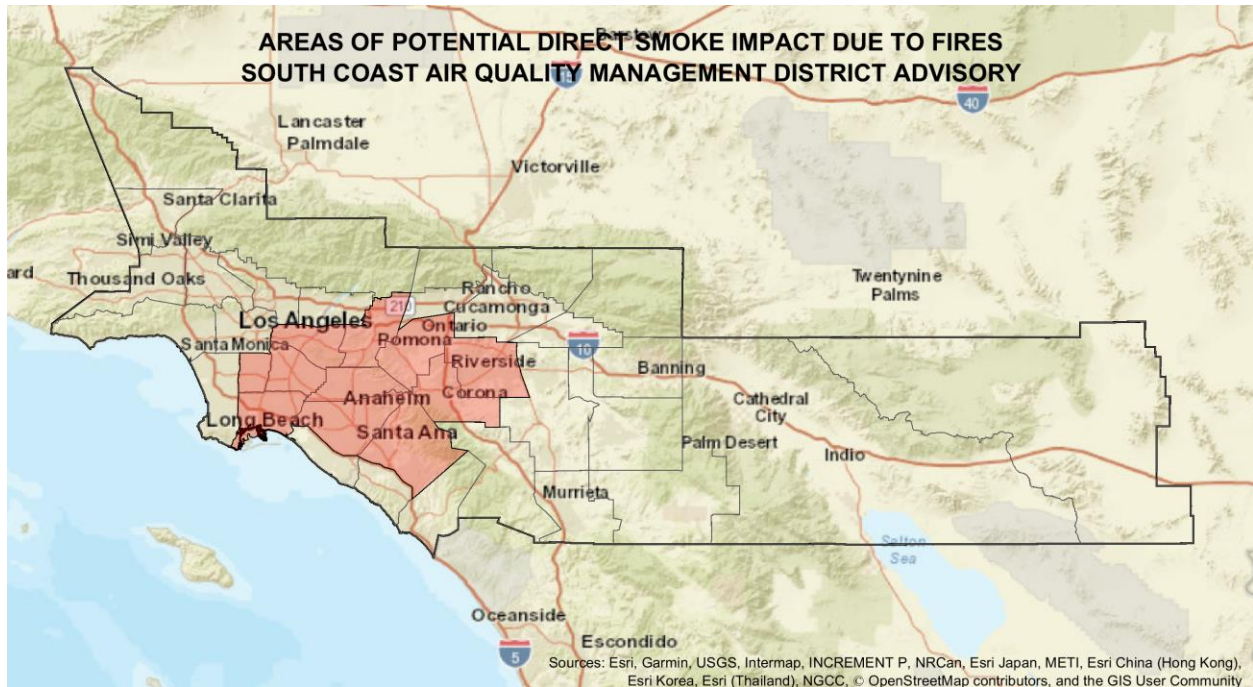 AREAS OF POTENTIAL DIRECT SMOKE IMPACT DUE TO FIRES
SOUTH COAST AIR QUALITY MANAGEMENT DISTRICT ADVISORY
Barstow
15
40
Lancaster
Palmdale
Victorville
Santa Clarita
Simi Valley
ard
Thousand Oaks
Twentynine
Palms
Rancho
Cucamonga
210
Los Angeles
Ontario
Santa Monica
Pomona
10
Riverside
Banning
Anaheim
Corona
Cathedral
City
Long Beach
Santa Ana
Palm Desert
Indio
Murrieta
Salton
Sea
Oceanside
Escondido
5
Sources: Esri, Garmin, USGS, Intermap, INCREMENT P, NRCan, Esri Japan, METI, Esri China (Hong Kong),
Esri Korea, Esri (Thailand), NGCC, © OpenStreetMap contributors, and the GIS User Community